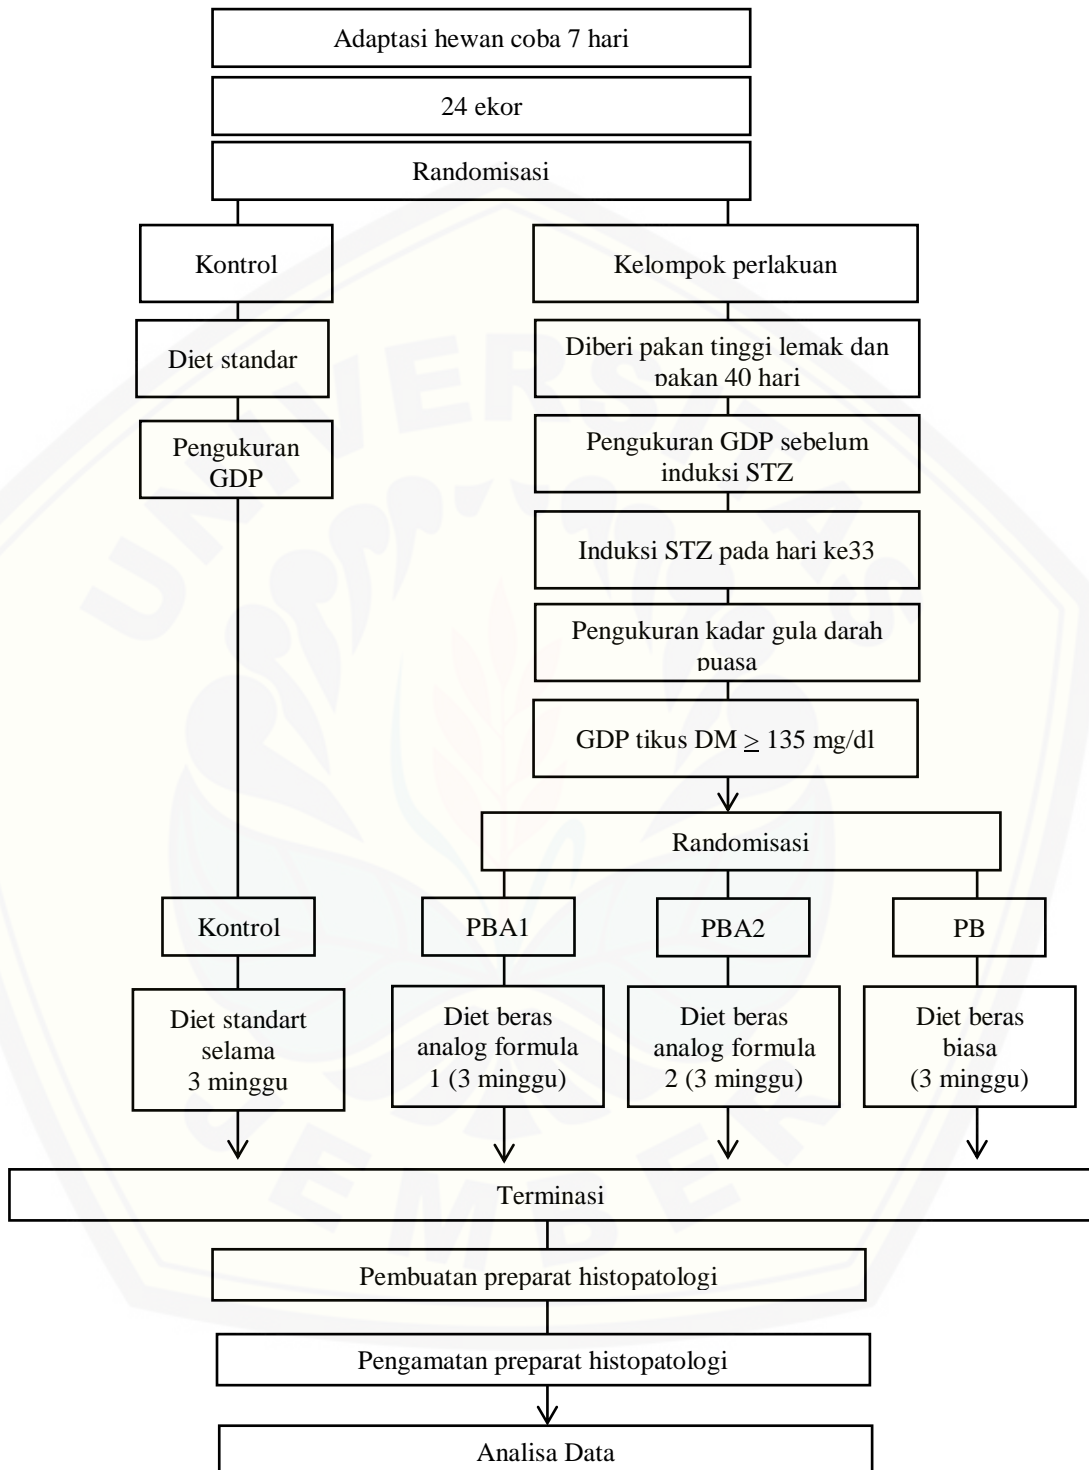 Adaptasi hewan coba 7 hari
24 ekor
Randomisasi
Kontrol
Kelompok perlakuan
Diet standar
Diberi pakan tinggi lemak dan
pakan 40 hari
Pengukuran
GDP
Pengukuran GDP sebelum
induksi STZ
Induksi STZ pada hari ke33
Pengukuran kadar gula darah
puasa
GDP tikus DM ≥ 135 mg/dl
Randomisasi
Kontrol
PBA1
PBA2
PB
Diet standart
selama
3 minggu
Diet beras
analog formula
1 (3 minggu)
Diet beras
analog formula
2 (3 minggu)
Diet beras
biasa
(3 minggu)
Terminasi
Pembuatan preparat histopatologi
Pengamatan preparat histopatologi
Analisa Data
UNIVERSITAS
JEMBER